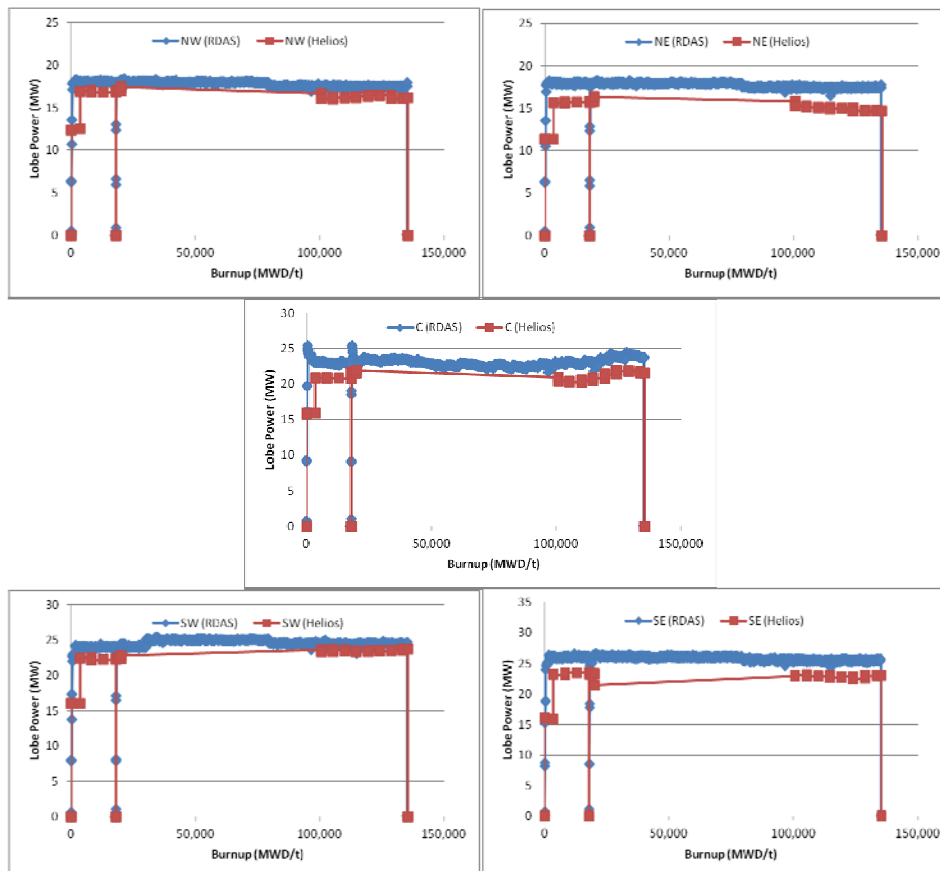 NW (RDAS) NW (Helios)
25
20
15
10
5
0
Lobe Power (MW)
0 50,000 100,000 150,000
Burnup (MWD/t)
NE (RDAS) NE (Helios)
25
20
15
10
5
0
Lobe Power (MW)
0 50,000 100,000 150,000
Burnup (MWD/t)
C (RDAS) C (Helios)
30
25
20
15
10
5
0
Lobe Power (MW)
0 50,000 100,000 150,000
Burnup (MWD/t)
SW (RDAS) SW (Helios)
30
25
20
15
10
5
0
Lobe Power (MW)
0 50,000 100,000 150,000
Burnup (MWD/t)
SE (RDAS) SE (Helios)
35
30
25
20
15
10
5
0
Lobe Power (MW)
0 50,000 100,000 150,000
Burnup (MWD/t)